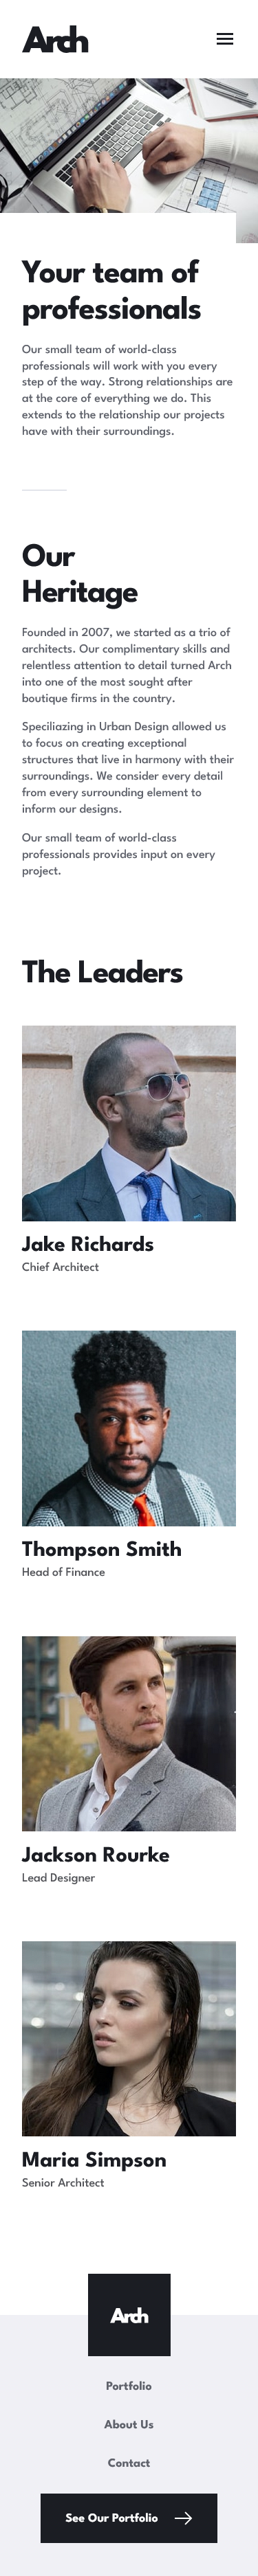 Arch
Your team of
professionals
Our small team of world-class
professionals will work with you every
step of the way. Strong relationships are
at the core of everything we do. This
extends to the relationship our projects
have with their surroundings.
Our
Heritage
Founded in 2007, we started as a trio of
architects. Our complimentary skills and
relentless attention to detail turned Arch
into one of the most sought after
boutique firms in the country.
Speciliazing in Urban Design allowed us
to focus on creating exceptional
structures that live in harmony with their
surroundings. We consider every detail
from every surrounding element to
inform our designs.
Our small team of world-class
professionals provides input on every
project.
The Leaders
Jake Richards
Chief Architect
Thompson Smith
Head of Finance
Jackson Rourke
Lead Designer
Maria Simpson
Senior Architect
Arch
Portfolio
About Us
Contact
See Our Portfolio